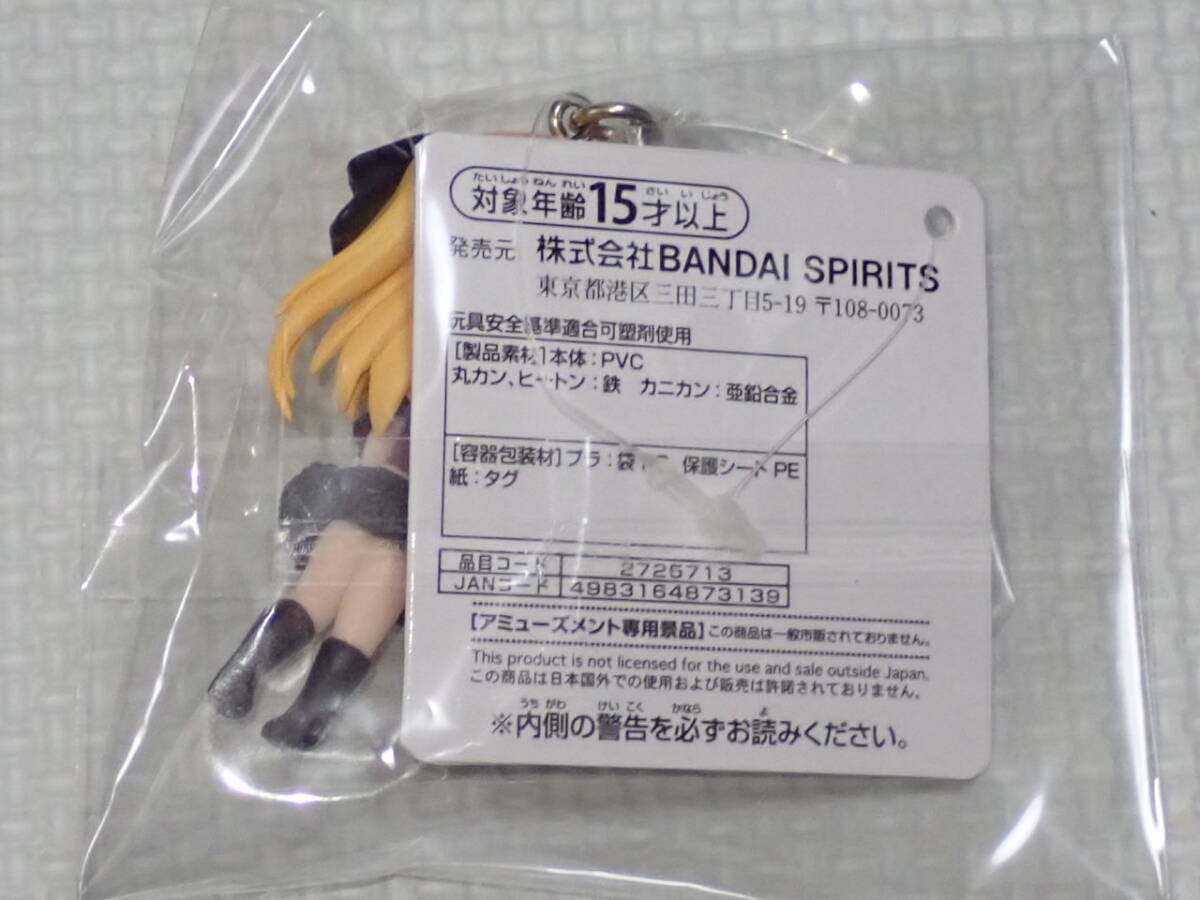 たいしょう ねん れい さい い じょう
対象年齢15才以上
発売元 株式会社BANDAI SPIRITS
東京都港区三田三丁目5-19 〒108-0073
玩具安全基準適合可塑剤使用
[製品素材]本体:PVC
丸カン、ヒートン:鉄 カニカン:亜鉛合金
[容器包装材]プラ:袋 保護シートPE
紙:タグ
品目コード 2725713
JANコード 4983164873139
[アミューズメント専用景品]この商品は一般市販されておりません。
This product is not licensed for the use and sale outside Japan.
この商品は日本国外での使用および販売は許諾されておりません。
うち がわ けい こく かなら よ
※内側の警告を必ずお読みください。